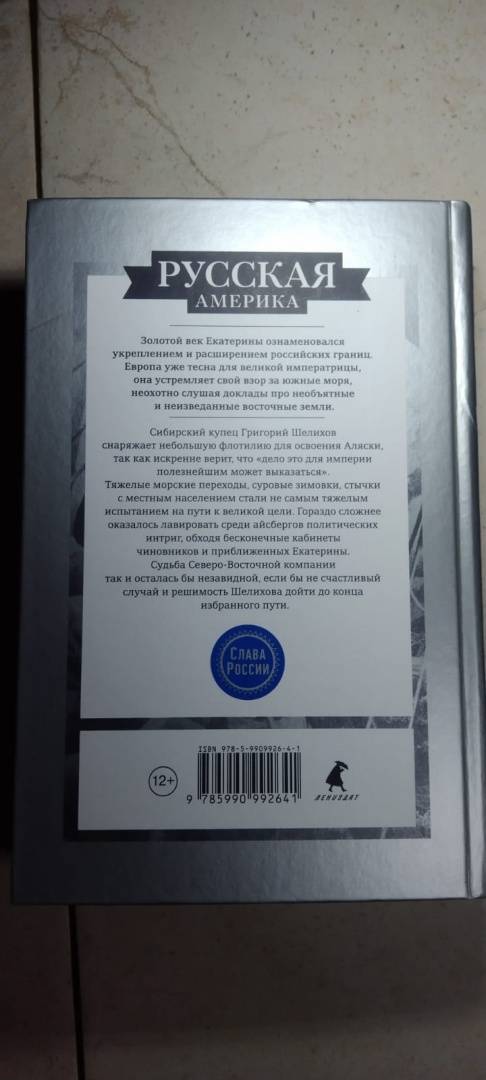 РУССКАЯ
АМЕРИКА
Золотой век Екатерины ознаменовался
укреплением и расширением российских границ.
Европа уже тесна для великой императрицы,
она устремляет свой взор за южные моря,
неохотно слушая доклады про необъятные
и неизведанные восточные земли.
Сибирский купец Григорий Шелихов
снаряжает небольшую флотилию для освоения Аляски,
так как искренне верит, что «дело это для империи
полезнейшим может выказаться».
Тяжелые морские переходы, суровые зимовки, стычки
с местным населением стали не самым тяжелым
испытанием на пути к великой цели. Гораздо сложнее
оказалось лавировать среди айсбергов политических
интриг, обходя бесконечные кабинеты
чиновников и приближенных Екатерины.
Судьба Северо-Восточной компании
так и осталась бы незавидной, если бы не счастливый
случай и решимость Шелихова дойти до конца
избранного пути.
СЛАВА
РОССИИ
ISBN 978-5-9909926-4-1
12+
9 785990 992641
ЛЕНИЗДАТ